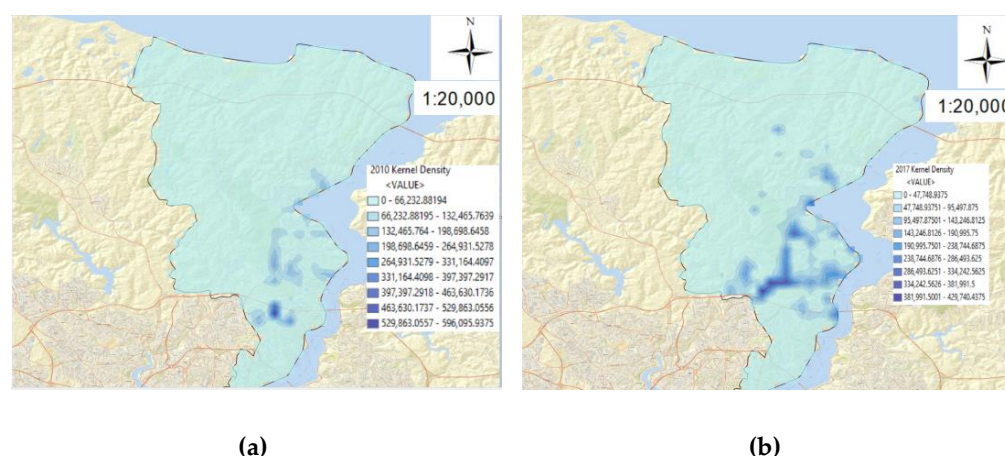 N
1:20,000
2010 Kernel Density
<VALUE>
0 - 66,232.88194
66,232.88195 - 132,465.7639
132,465.764 - 198,698.6458
198,698.6459 - 264,931.5278
264,931.5279 - 331,164.4097
331,164.4098 - 397,397.2917
397,397.2918 - 463,630.1736
463,630.1737 - 529,863.0556
529,863.0557 - 596,095.9375
(a)
N
1:20,000
2017 Kernel Density
<VALUE>
0 - 47,748.9375
47,748.93751 - 95,497.875
95,497.87501 - 143,246.8125
143,246.8126 - 190,995.75
190,995.7501 - 238,744.6875
238,744.6876 - 286,493.625
286,493.6251 - 334,242.5625
334,242.5626 - 381,991.5
381,991.5001 - 429,740.4375
(b)